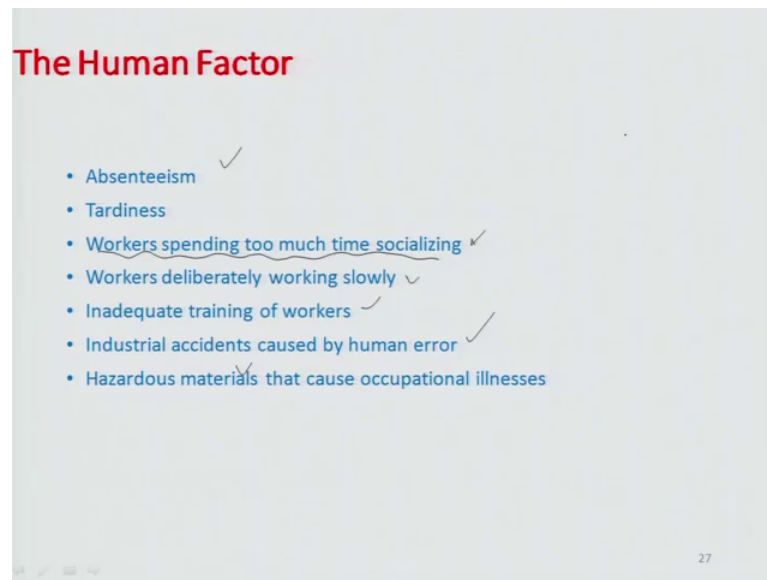 The Human Factor
• Absenteeism
• Tardiness
• Workers spending too much time socializing
• Workers deliberately working slowly
• Inadequate training of workers
• Industrial accidents caused by human error
• Hazardous materials that cause occupational illnesses
27